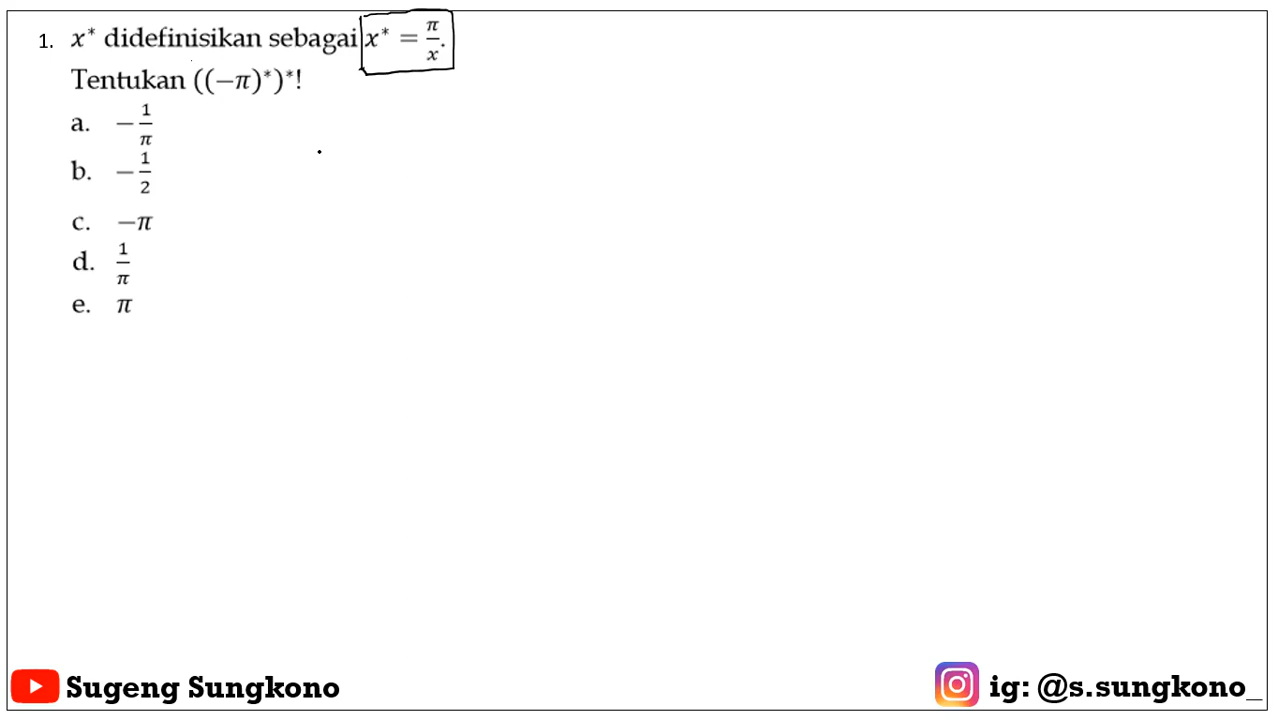 1. x* didefinisikan sebagai x* = π/x.
Tentukan ((−π)*)*!
a. −1/π
b. −1/2
c. −π
d. 1/π
e. π
Sugeng Sungkono
ig: @s.sungkono_